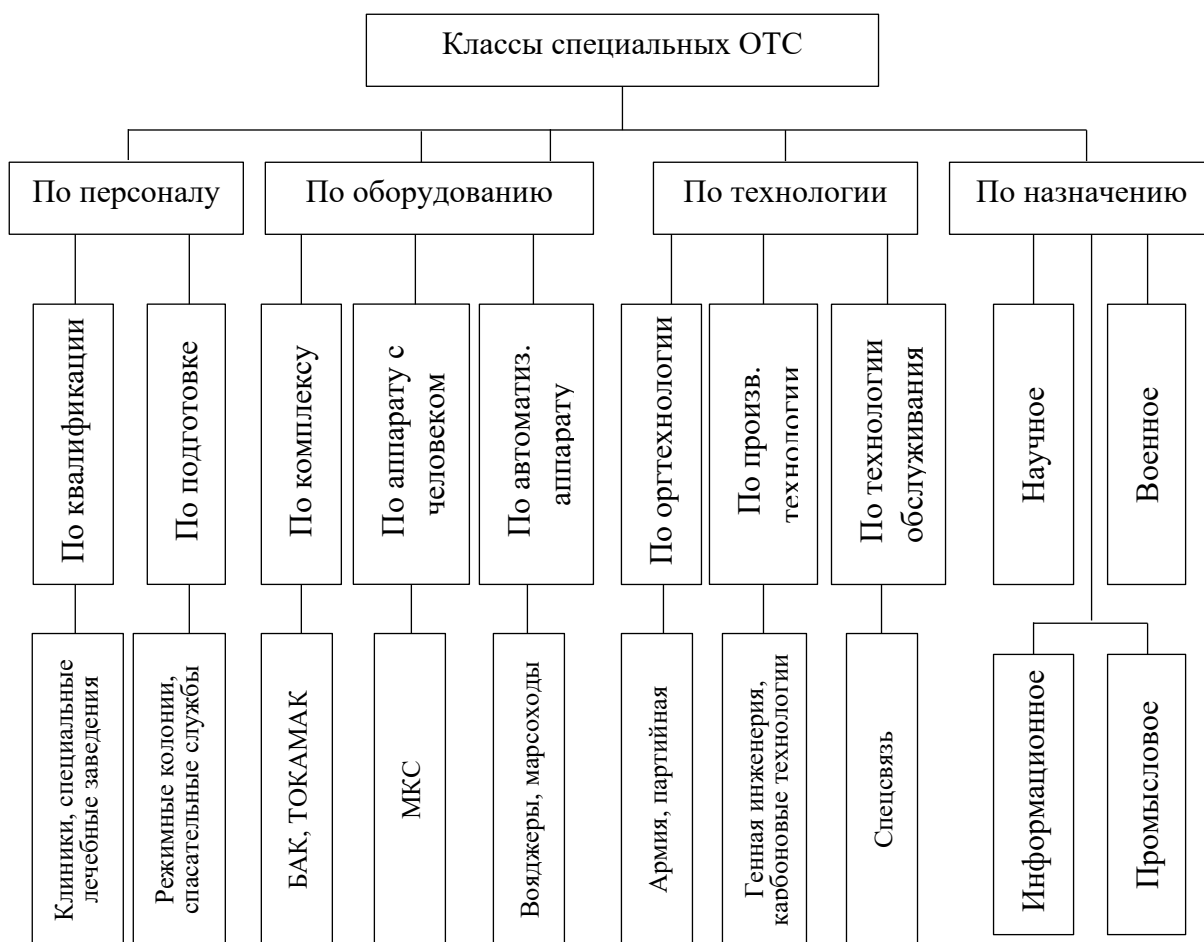 Классы специальных ОТС
По персоналу
По оборудованию
По технологии
По назначению
По квалификации
По подготовке
По комплексу
По аппарату с
человеком
По автоматиз.
аппарату
По оргтехнологии
По произв.
технологии
По технологии
обслуживания
Научное
Военное
Клиники, специальные
лечебные заведения
Режимные колонии,
спасательные службы
БАК, ТОКАМАК
МКС
Вояджеры, марсоходы
Армия, партийная
Генная инженерия,
карбоновые технологии
Спецсвязь
Информационное
Промысловое